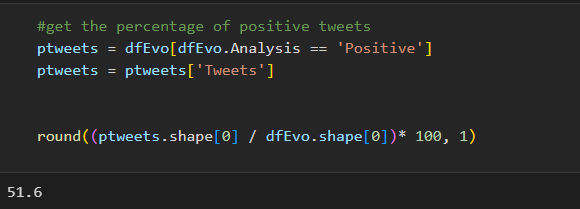 #get the percentage of positive tweets
ptweets = dfEvo[dfEvo.Analysis == 'Positive']
ptweets = ptweets['Tweets']
round((ptweets.shape[0] / dfEvo.shape[0])* 100, 1)
51.6